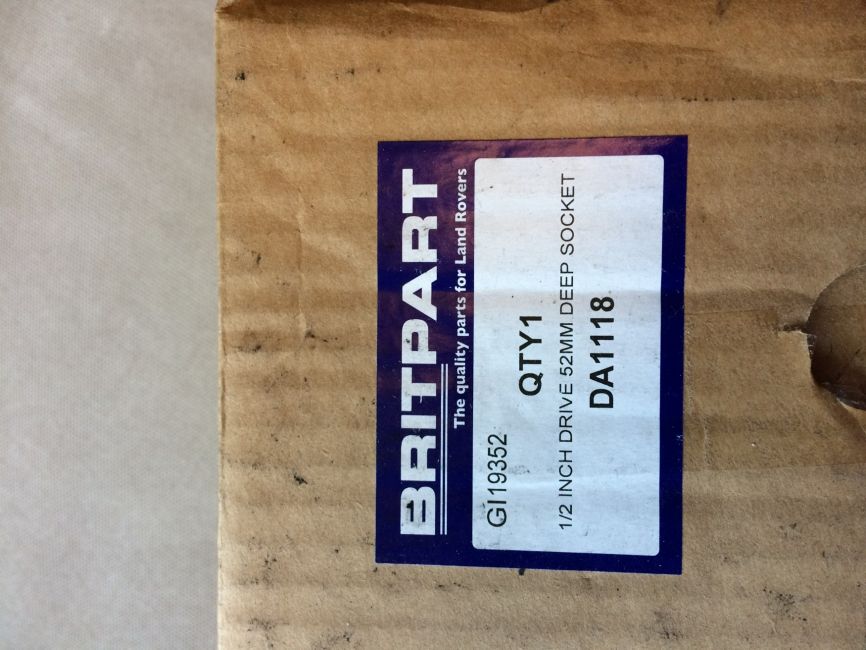 BRITPART
The quality parts for Land Rovers
GI19352
QTY1
1/2 INCH DRIVE 52MM DEEP SOCKET
DA1118